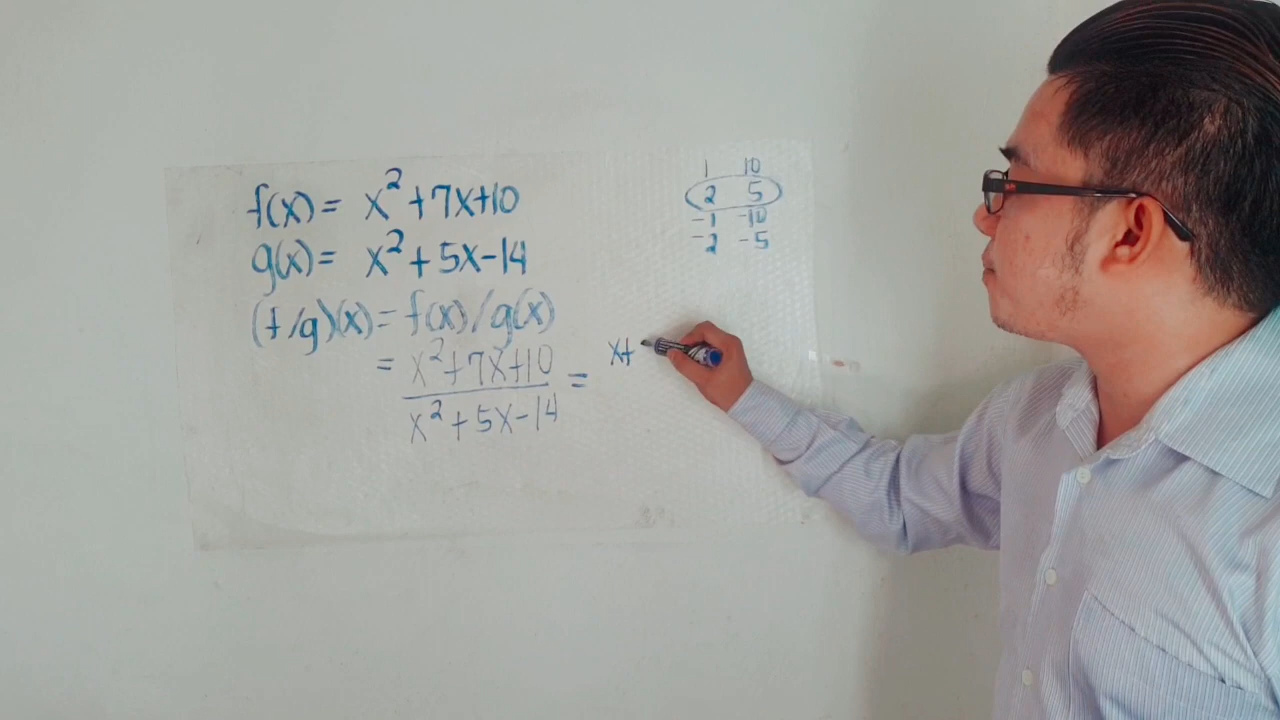 f(x) = x²+7x+10
g(x) = x²+5x-14
(f/g)(x) = f(x)/g(x)
= x²+7x+10
x²+5x-14
= x+
1 10
2 5
-1 -10
-2 -5